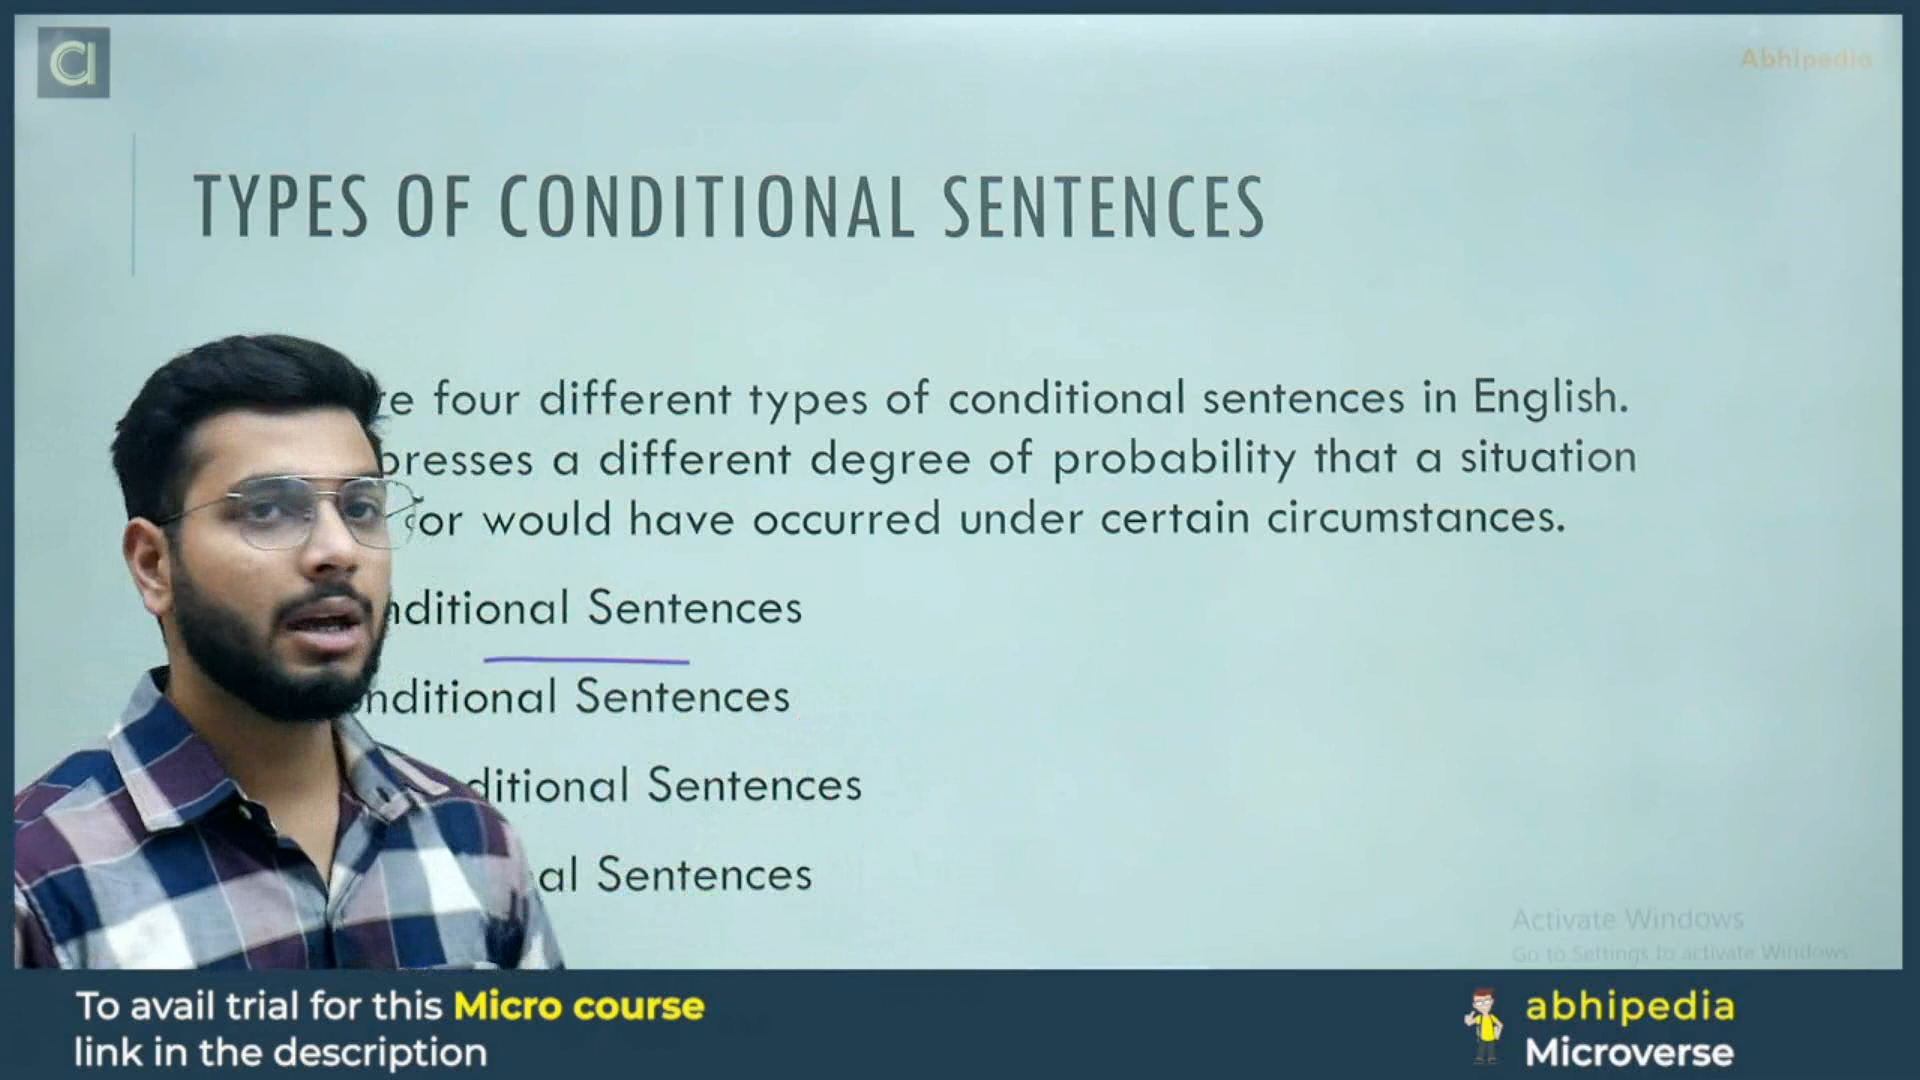 Abhipedia
TYPES OF CONDITIONAL SENTENCES
four different types of conditional sentences in English.
a different degree of probability that a situation
or would have occurred under certain circumstances.
Sentences
Sentences
Sentences
Sentences
Activate Windows
Go to Settings to activate Windows.
To avail trial for this Micro course
link in the description
abhipedia
Microverse